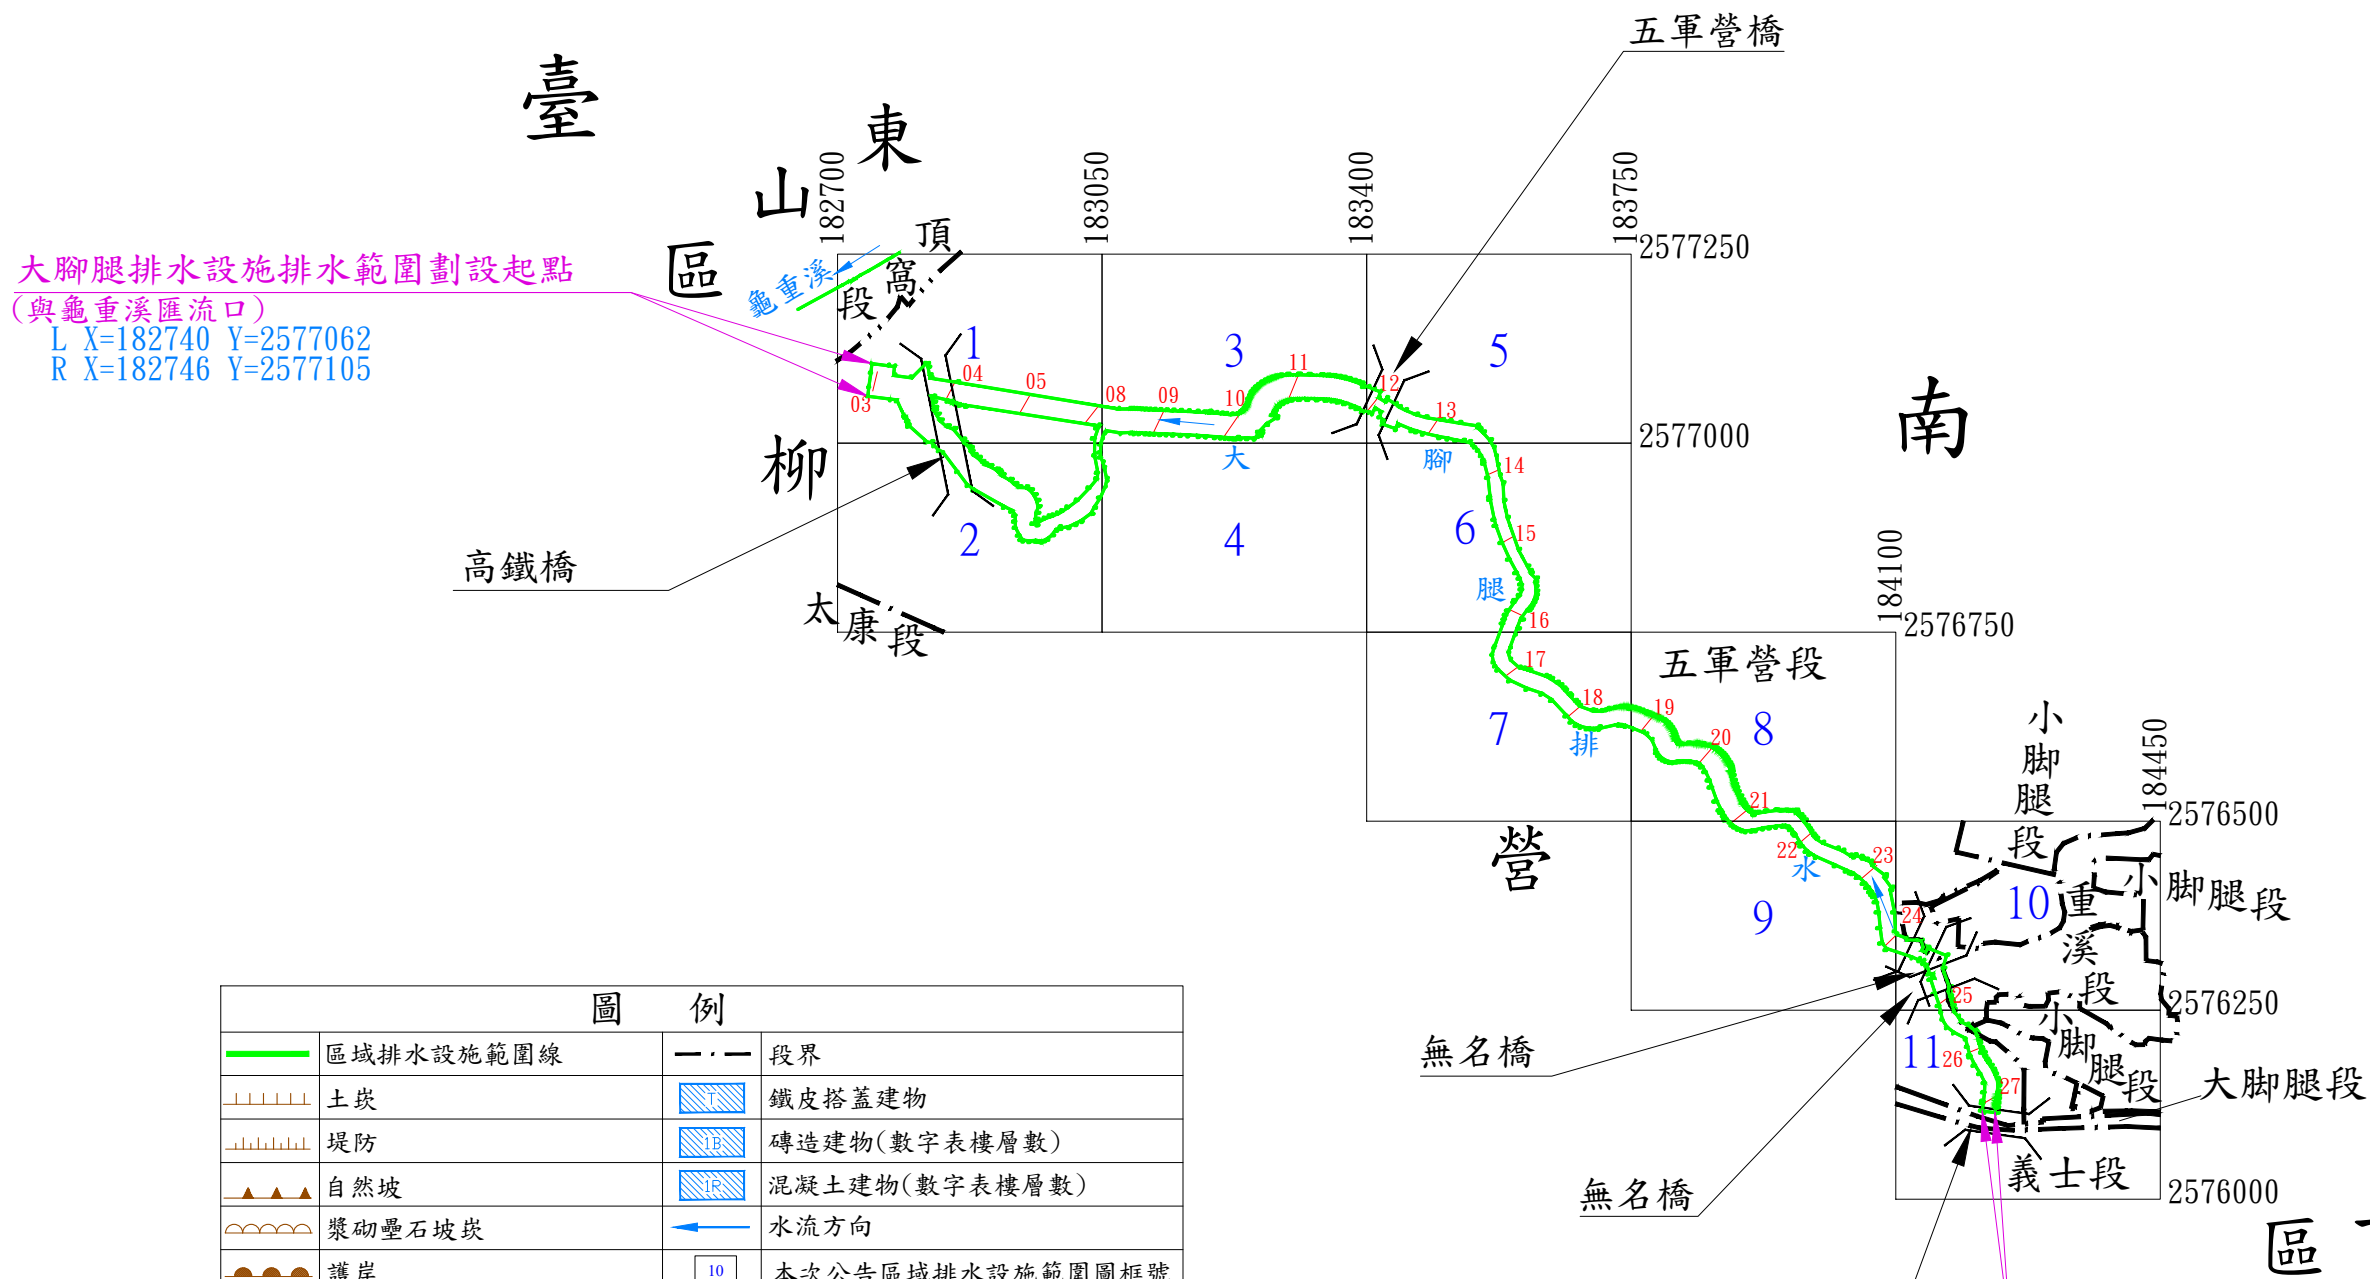 五軍營橋
臺
東
山
區
182700
183050
183400
183750
2577250
大腳腿排水設施排水範圍劃設起點
(與龜重溪匯流口)
L X=182740 Y=2577062
R X=182746 Y=2577105
龜重溪
頂
窩
段
1
3
5
03
04
05
08
09
10
11
12
13
2577000
南
柳
大
腳
14
2
4
6
15
高鐵橋
腿
16
184100
2576750
太康段
17
五軍營段
7
18
19
8
排
20
小腳腿段
184450
21
2576500
營
22
水
23
9
24
10
重溪段
小腳腿段
25
2576250
無名橋
11
26
小腳腿段
27
大腳腿段
無名橋
義士段
2576000
區
圖 例
區域排水設施範圍線
段界
土崁
T
鐵皮搭蓋建物
堤防
1B
磚造建物(數字表樓層數)
自然坡
1R
混凝土建物(數字表樓層數)
漿砌壘石坡崁
水流方向
護岸
10
本次公告區域排水設施範圍圖框號